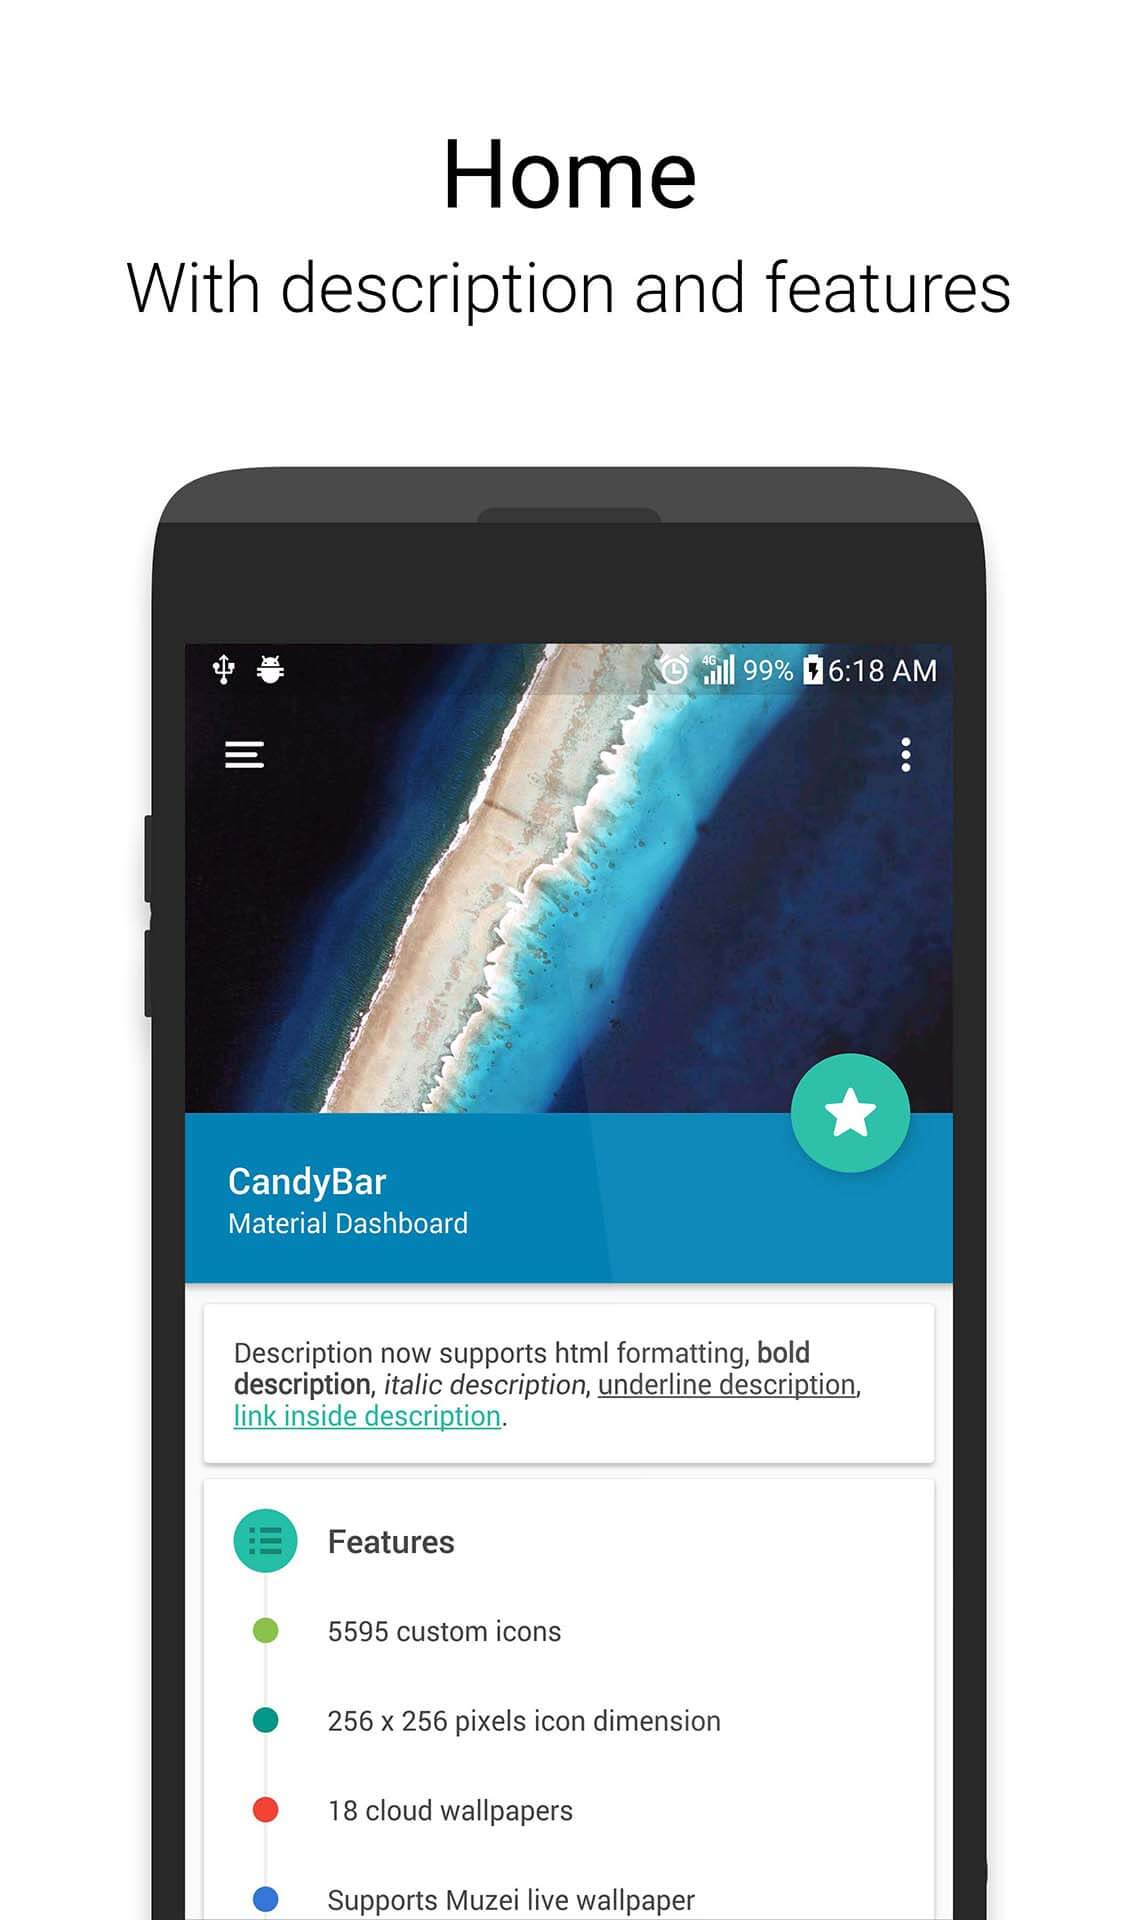 Home
With description and features
4G 99% 6:18 AM
CandyBar
Material Dashboard
Description now supports html formatting, bold
description, italic description, underline description,
link inside description.
Features
5595 custom icons
256 x 256 pixels icon dimension
18 cloud wallpapers
Supports Muzei live wallpaper